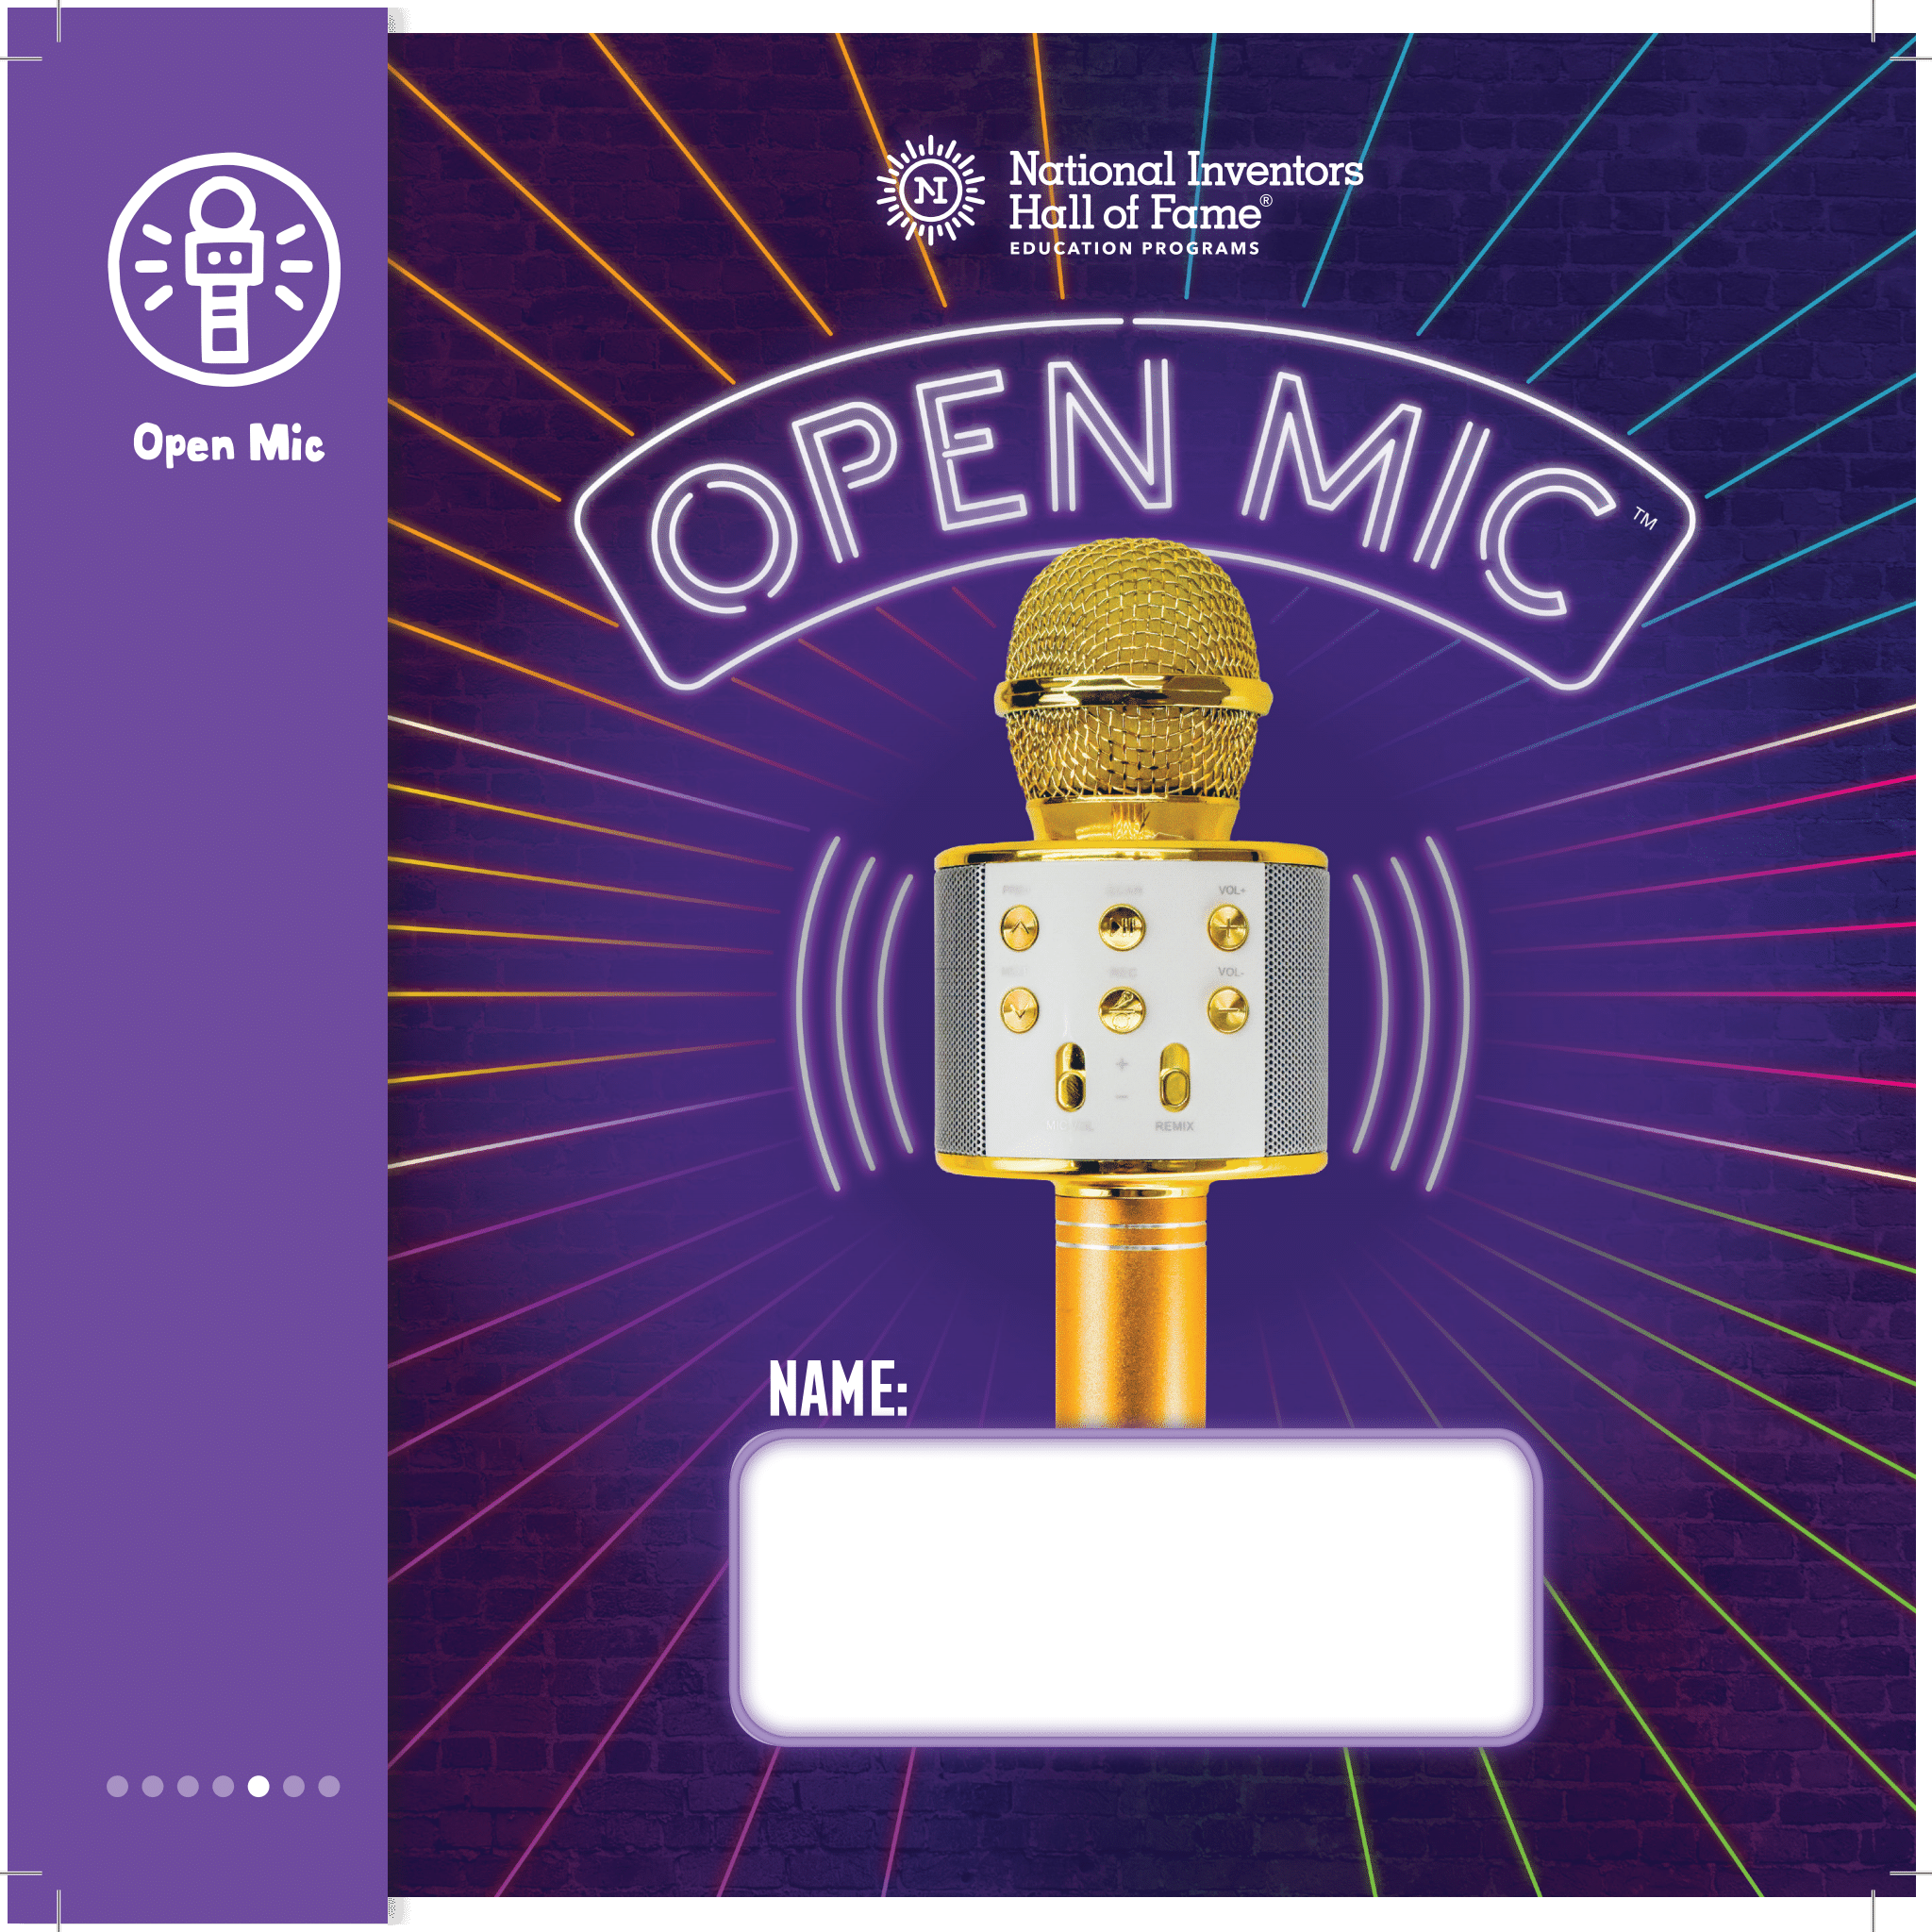 Open Mic
N
National Inventors
Hall of Fame®
EDUCATION PROGRAMS
OPEN MIC™
VOL+
VOL-
REMIX
NAME: